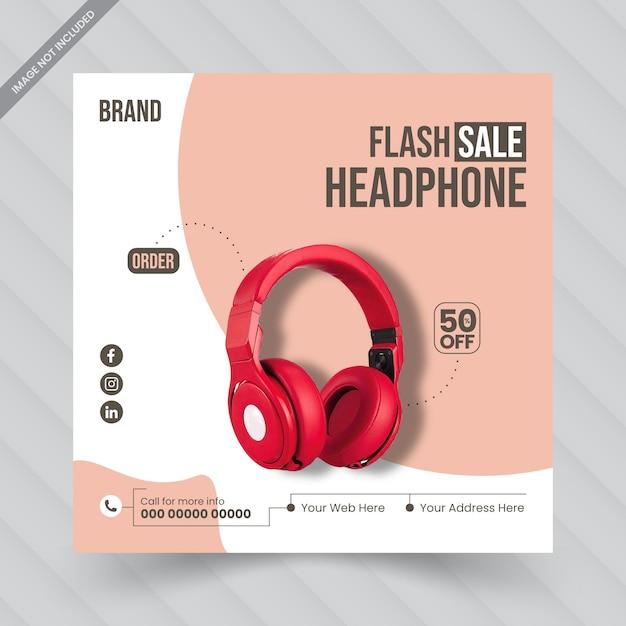 IMAGE NOT INCLUDED
BRAND
FLASH SALE
HEADPHONE
ORDER
50%
OFF
Call for more info
000 00000 00000
Your Web Here
Your Address Here